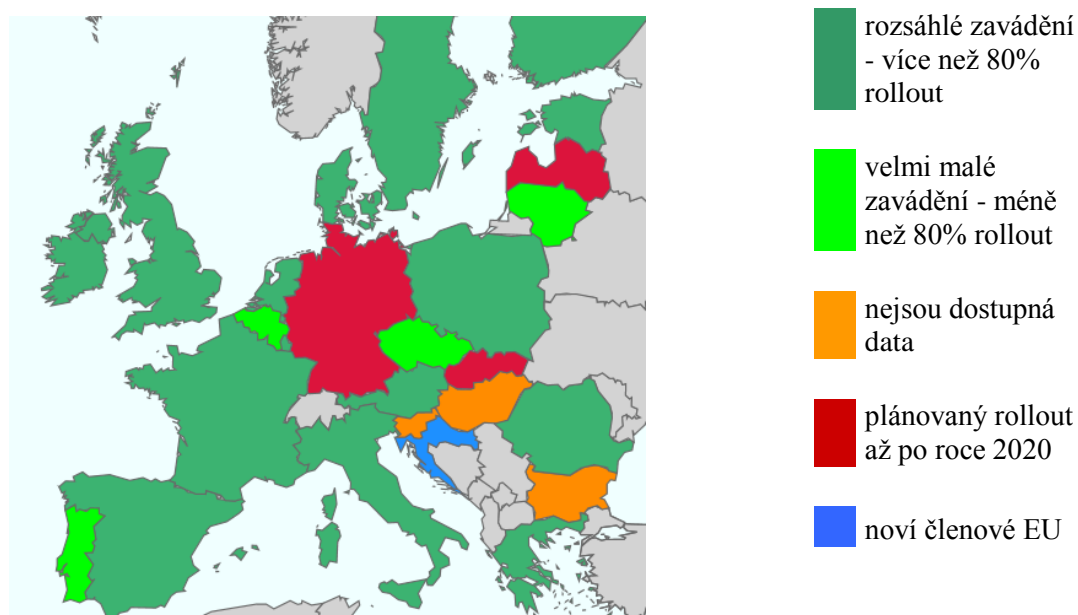 rozsáhlé zavádění
- více než 80%
rollout
velmi malé
zavádění - méně
než 80% rollout
nejsou dostupná
data
plánovaný rollout
až po roce 2020
noví členové EU